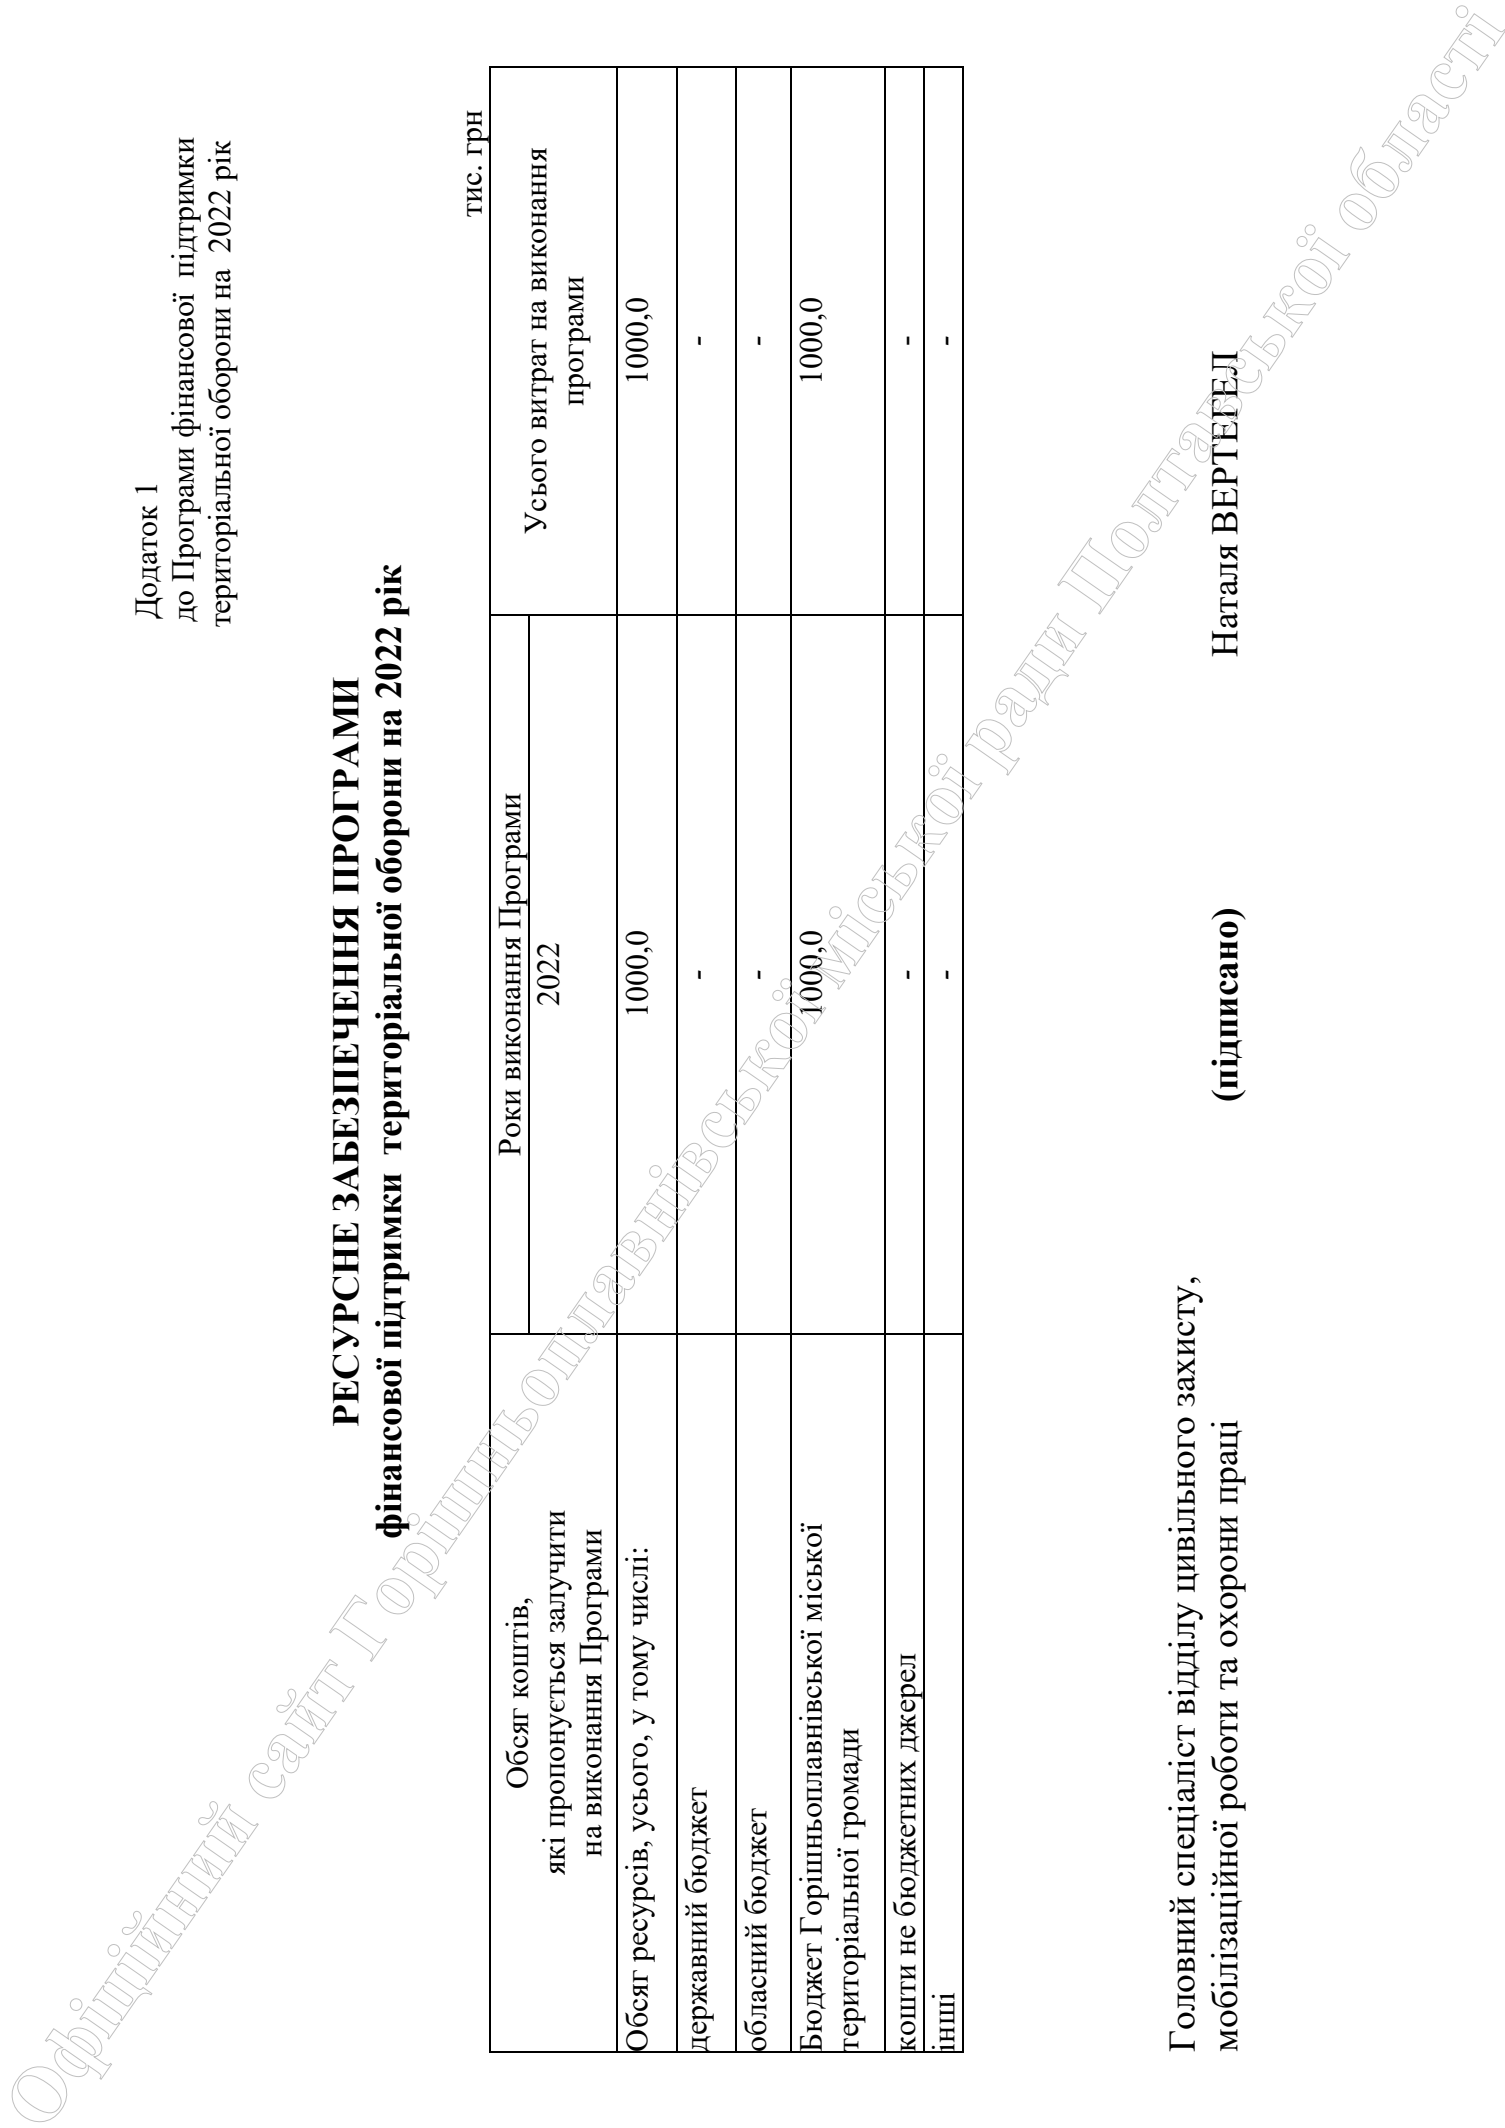 Додаток 1
до Програми фінансової підтримки
територіальної оборони на 2022 рік
РЕСУРСНЕ ЗАБЕЗПЕЧЕННЯ ПРОГРАМИ
фінансової підтримки територіальної оборони на 2022 рік
тис. грн
Обсяг коштів,
які пропонується залучити
на виконання Програми
Роки виконання Програми
2022
Усього витрат на виконання
програми
Обсяг ресурсів, усього, у тому числі: 1000,0 1000,0
державний бюджет - -
обласний бюджет - -
Бюджет Горішньоплавнівської міської
територіальної громади 1000,0 1000,0
кошти не бюджетних джерел - -
інші - -
Головний спеціаліст відділу цивільного захисту,
мобілізаційної роботи та охорони праці (підписано) Наталя ВЕРТЕГЕЛ
Офіційний сайт Горішньоплавнівської міської ради Полтавської області